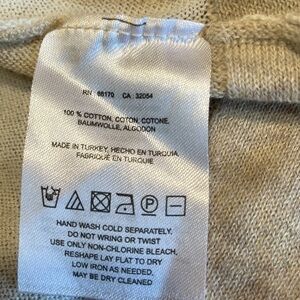 RN 66170 CA 32054
100 % COTTON, COTON, COTONE,
BAUMWOLLE, ALGODON
MADE IN TURKEY, HECHO EN TURQUIA,
FABRIQUÉ EN TURQUIE
P
HAND WASH COLD SEPARATELY.
DO NOT WRING OR TWIST
USE ONLY NON-CHLORINE BLEACH,
RESHAPE LAY FLAT TO DRY
LOW IRON AS NEEDED,
MAY BE DRY CLEANED